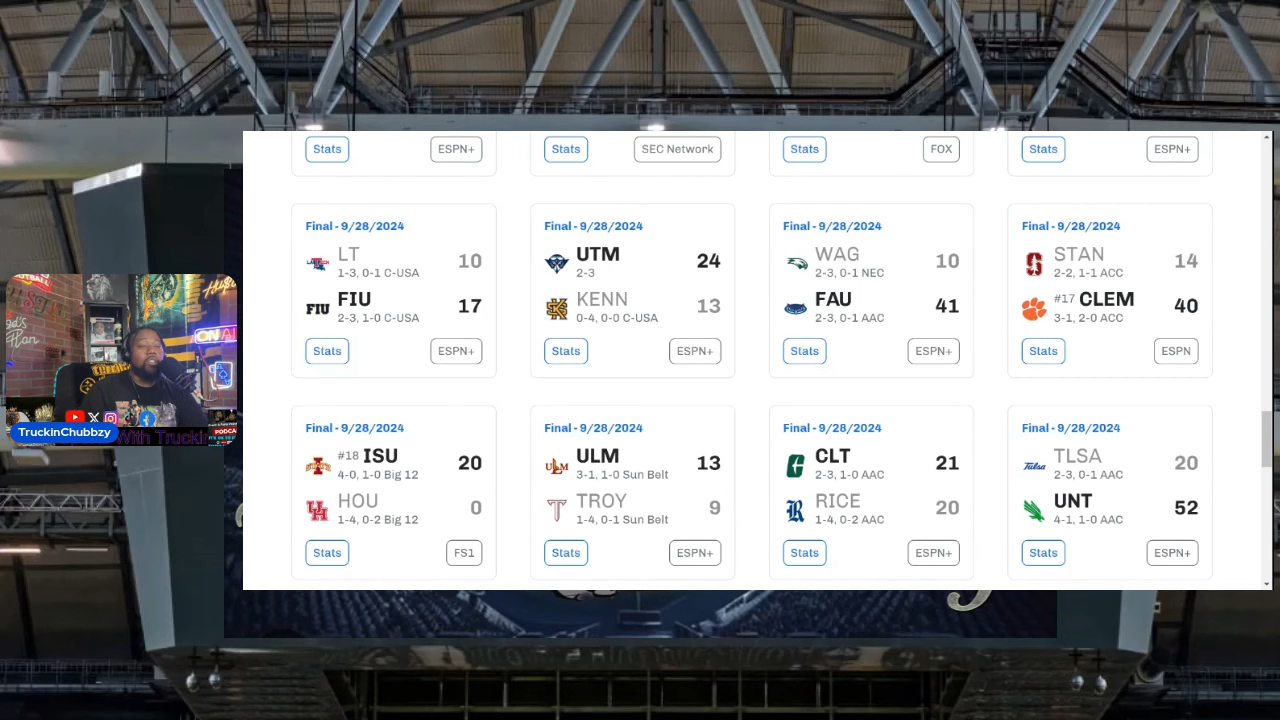 Stats
ESPN+
Stats
SEC Network
Stats
FOX
Stats
ESPN+
Final - 9/28/2024
LT 10
1-3, 0-1 C-USA
FIU
FIU 17
2-3, 1-0 C-USA
Stats
ESPN+
Final - 9/28/2024
UTM 24
2-3
KENN 13
0-4, 0-0 C-USA
Stats
ESPN+
Final - 9/28/2024
WAG 10
2-3, 0-1 NEC
FAU 41
2-3, 0-1 AAC
Stats
ESPN+
Final - 9/28/2024
STAN 14
2-2, 1-1 ACC
#17 CLEM 40
3-1, 2-0 ACC
Stats
ESPN
Final - 9/28/2024
#18 ISU 20
4-0, 1-0 Big 12
HOU 0
1-4, 0-2 Big 12
Stats
FS1
Final - 9/28/2024
ULM
ULM 13
3-1, 1-0 Sun Belt
TROY 9
1-4, 0-1 Sun Belt
Stats
ESPN+
Final - 9/28/2024
CLT 21
2-3, 1-0 AAC
RICE 20
1-4, 0-2 AAC
Stats
ESPN+
Final - 9/28/2024
Tulsa
TLSA 20
2-3, 0-1 AAC
UNT 52
4-1, 1-0 AAC
Stats
ESPN+
ON AI
TruckinChubbzy
With Truckin
PODCA